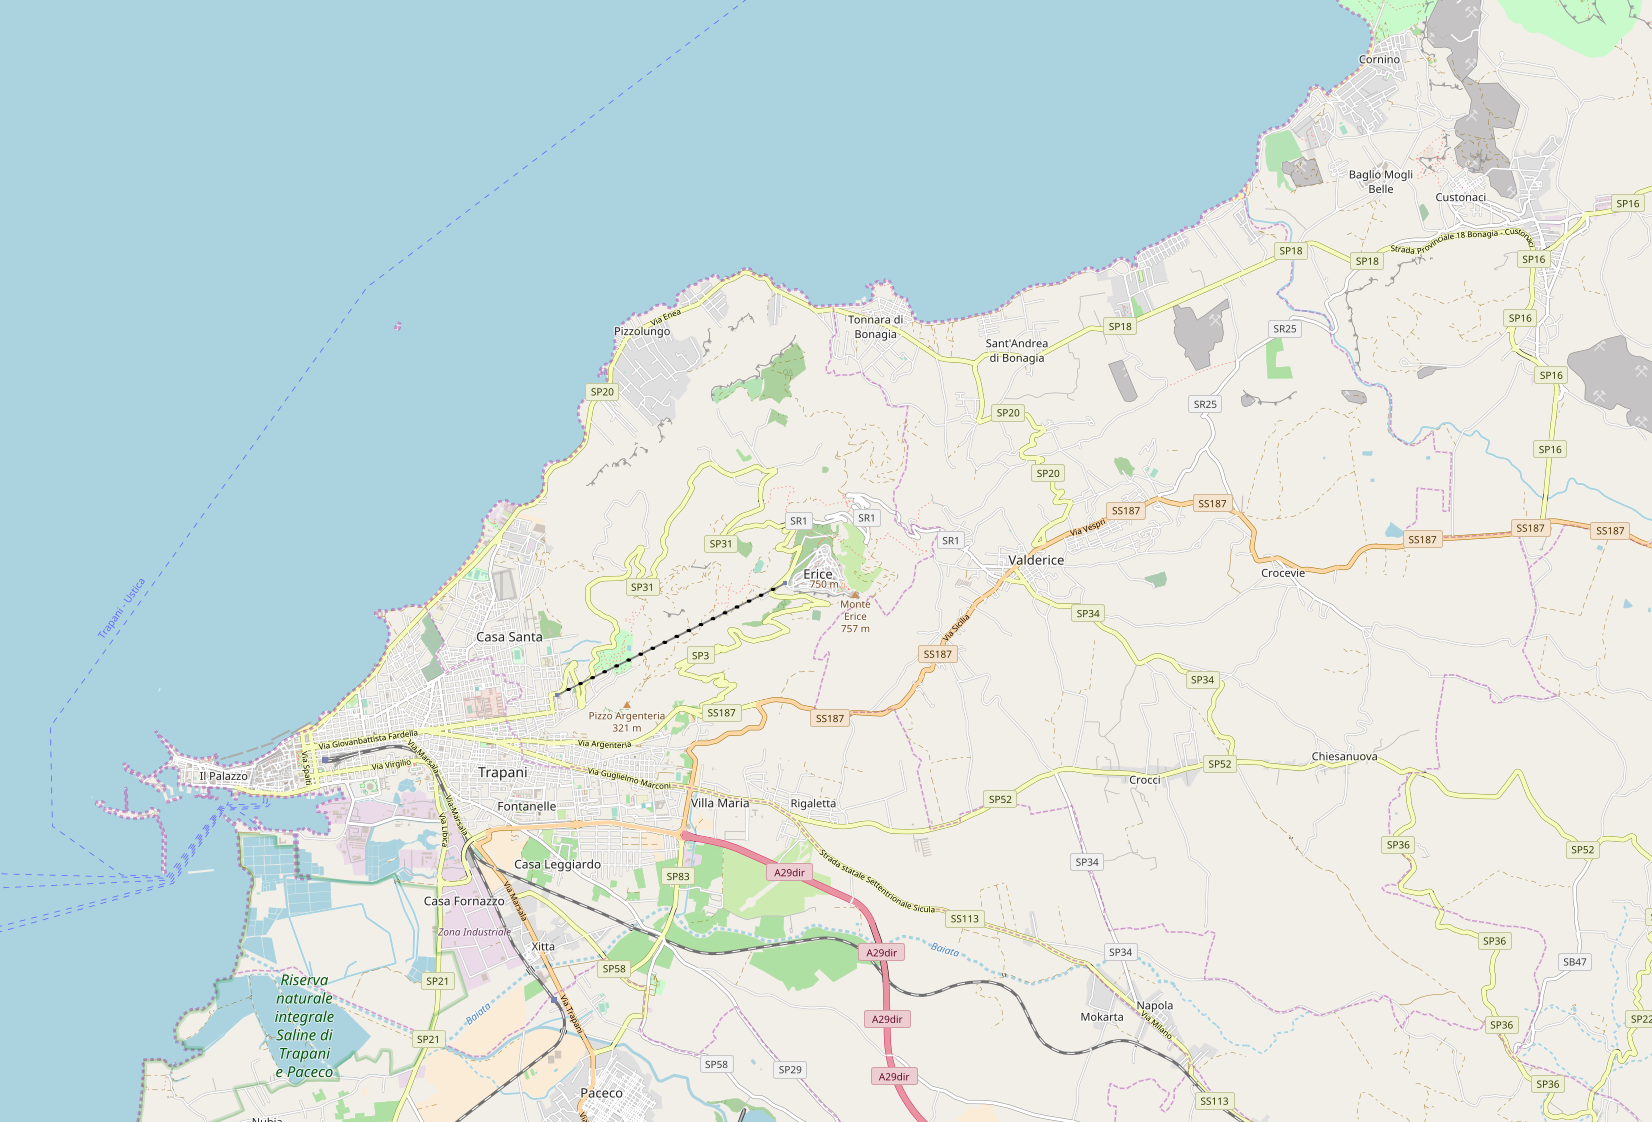 Cornino
Baglio Mogli
Belle
Custonaci
SP16
Strada Provinciale 18 Bonagia - Custonaci
SP18
SP18
SP16
Via Enea
Pizzolungo
Tonnara di
Bonagia
SP18
SR25
SP16
Sant'Andrea
di Bonagia
SP16
SP20
SR25
SP20
SP16
SP20
SS187
SS187
Via Vespri
SR1
SR1
SR1
SS187
SS187
SS187
SP31
Valderice
Crocevie
Erice
750 m
SP31
Trapani - Ustica
Monte
Erice
757 m
SP34
Via Sicilia
Casa Santa
SP3
SS187
SP34
Pizzo Argenteria
321 m
SS187
SS187
Via Giovanbattista Fardella
Via Argenteria
Via Marsala
Via Spalti
Via Virgilio
Il Palazzo
Trapani
Via Guglielmo Marconi
Chiesanuova
SP52
Crocci
Fontanelle
Villa Maria
Rigaletta
SP52
Via Marsala
Via Libica
SP36
SP52
Casa Leggiardo
Strada statale Settentrionale Sicula
SP34
A29dir
SP83
Casa Fornazzo
Via Marsala
SS113
Zona Industriale
Xitta
SP36
A29dir
Baiata
SP34
SB47
SP58
SP21
Riserva
naturale
integrale
Saline di
Trapani
e Paceco
Baiata
Via Trapani
Napola
Mokarta
Via Milano
A29dir
SP36
SP22
SP21
SP58
SP29
A29dir
SP36
Paceco
SS113
Nubia
Via